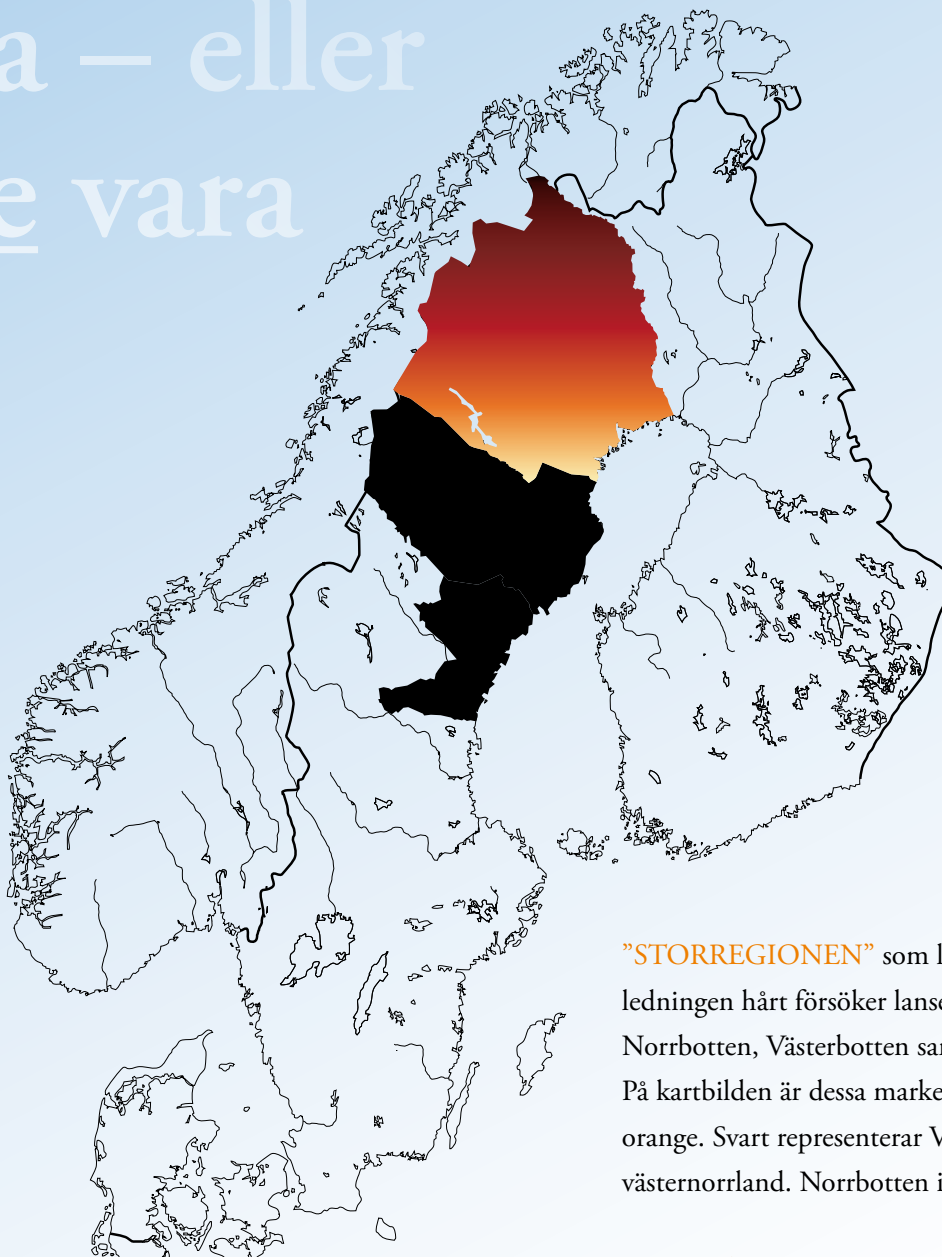 a – eller
e vara
”STORREGIONEN” som l
ledningen hårt försöker lanse
Norrbotten, Västerbotten sa
På kartbilden är dessa marke
orange. Svart representerar V
västernorrland. Norrbotten i